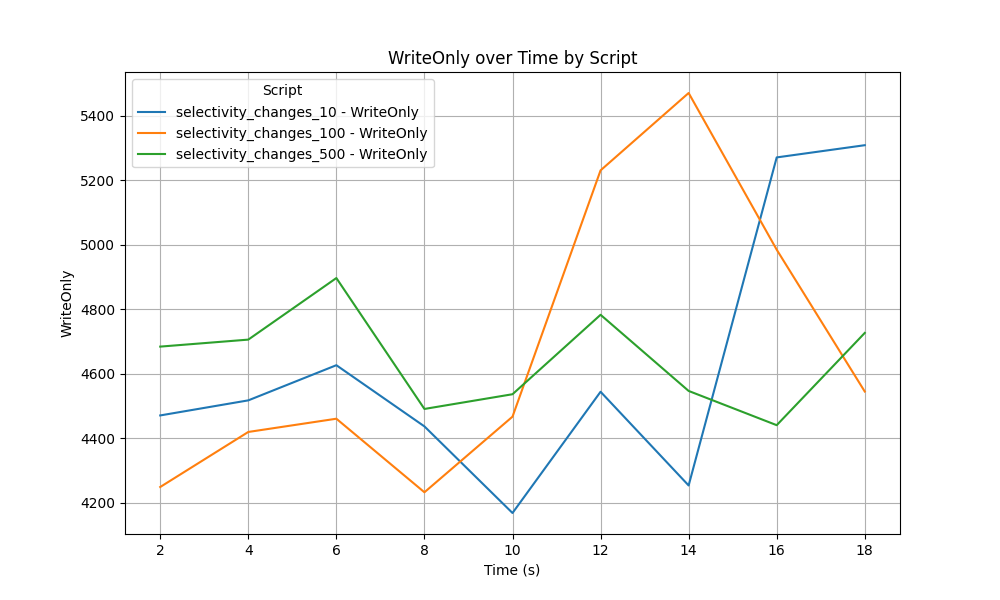 WriteOnly over Time by Script
Script
selectivity_changes_10 - WriteOnly
selectivity_changes_100 - WriteOnly
selectivity_changes_500 - WriteOnly
WriteOnly
5400
5200
5000
4800
4600
4400
4200
2 4 6 8 10 12 14 16 18
Time (s)